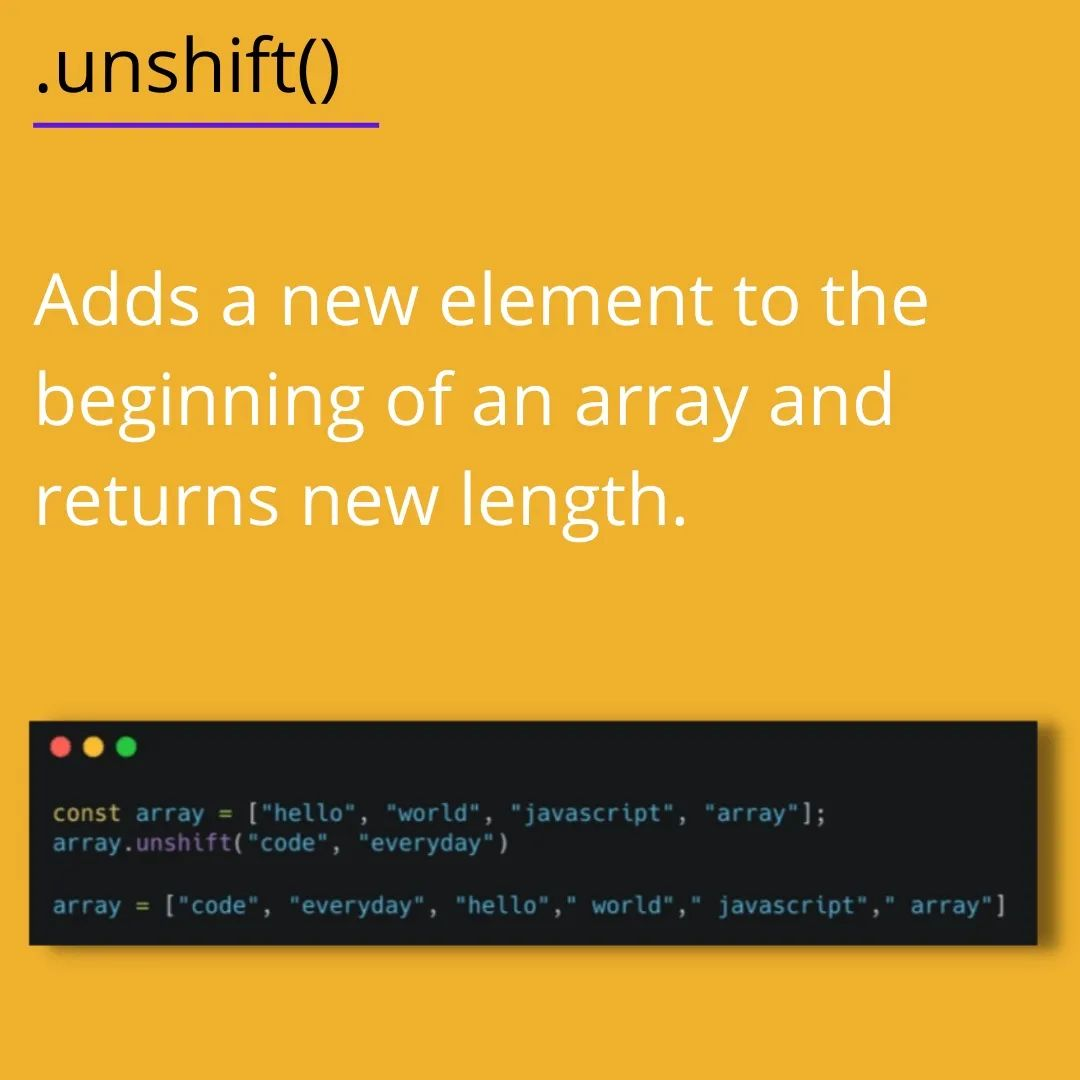 .unshift()
Adds a new element to the
beginning of an array and
returns new length.
const array = ["hello", "world", "javascript", "array"];
array.unshift("code", "everyday")
array = ["code", "everyday", "hello"," world"," javascript"," array"]